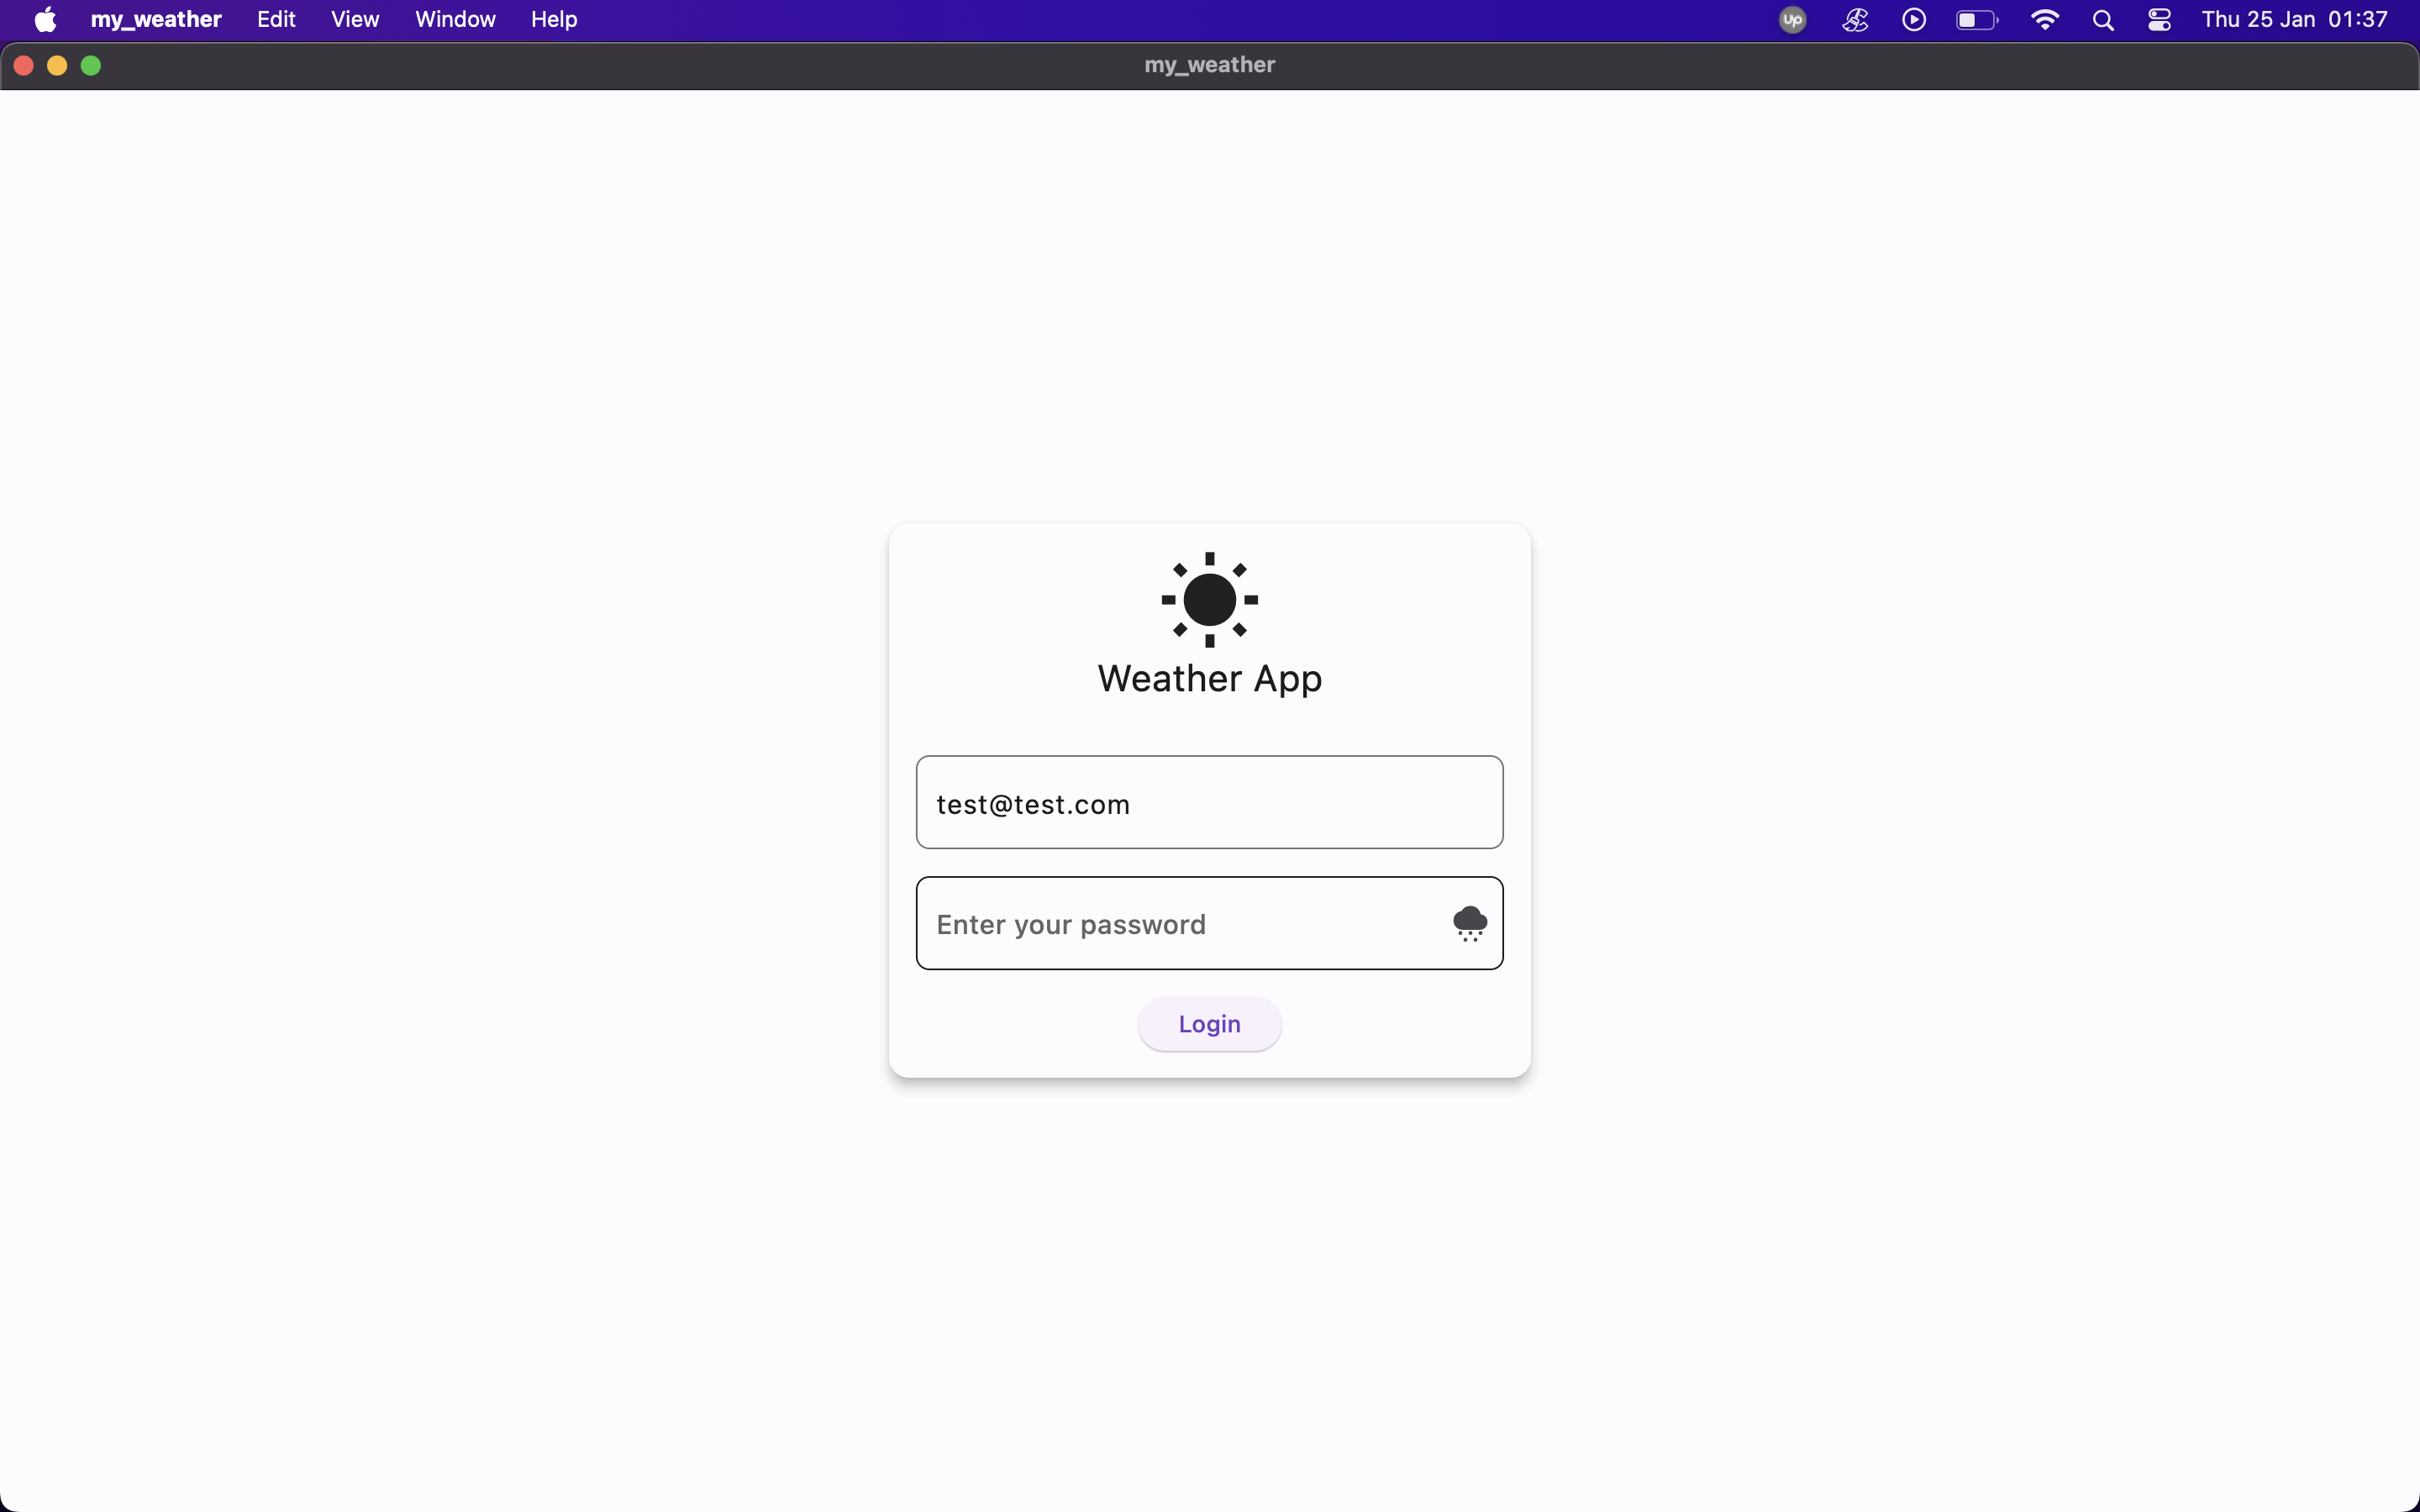 my_weather Edit View Window Help Up Thu 25 Jan 01:37
my_weather
Weather App
test@test.com
Enter your password
Login